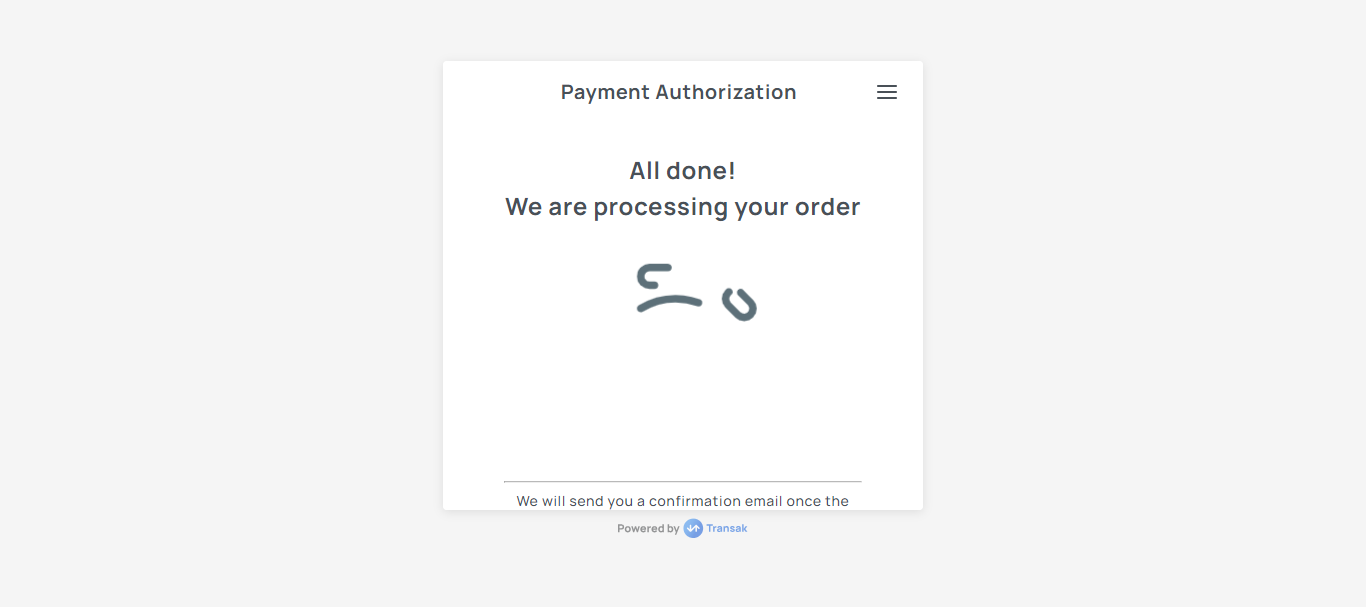 Payment Authorization
All done!
We are processing your order
We will send you a confirmation email once the
Powered by Transak